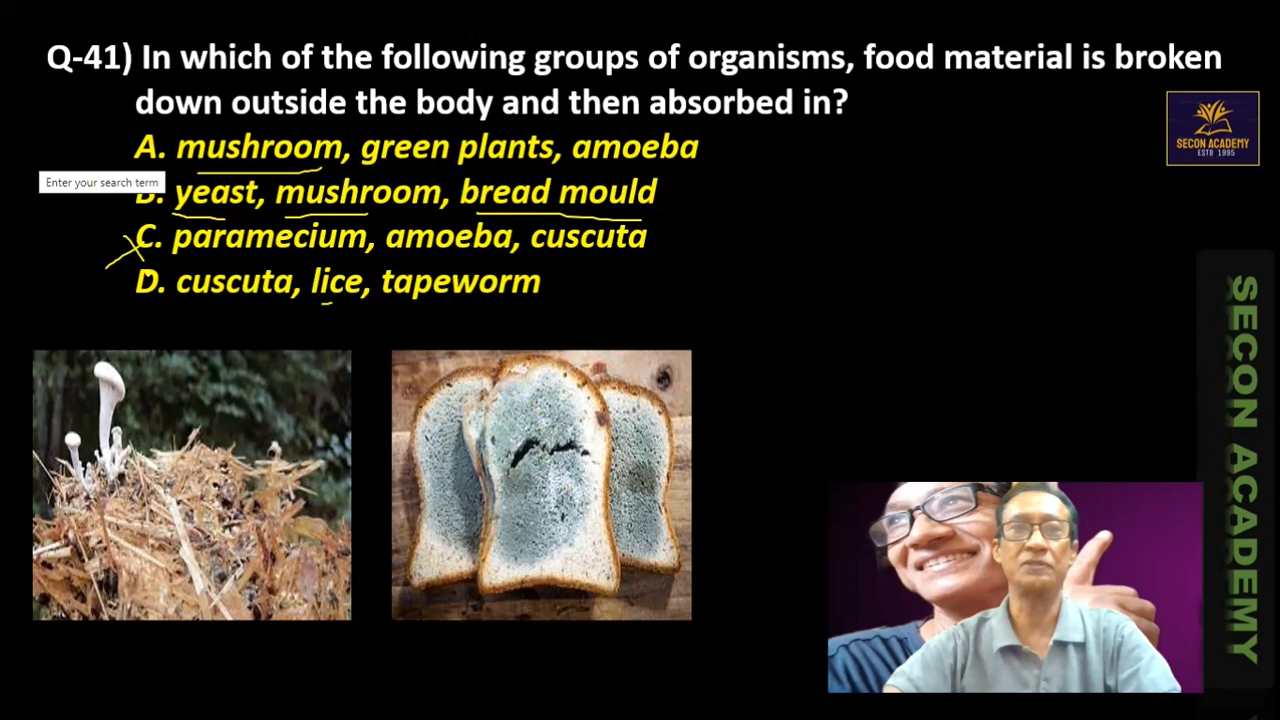 Q-41) In which of the following groups of organisms, food material is broken
down outside the body and then absorbed in?
SECON ACADEMY
ESTD 1995
A. mushroom, green plants, amoeba
Enter your search term
B. yeast, mushroom, bread mould
C. paramecium, amoeba, cuscuta
D. cuscuta, lice, tapeworm
SECON ACADEMY